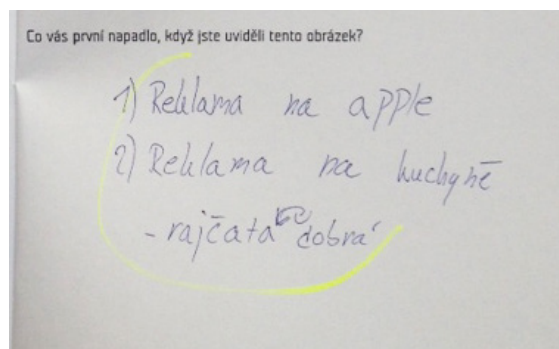 Co vás první napadlo, když jste uviděli tento obrázek?
1) Reklama na apple
2) Reklama na kuchyně
- rajčata dobrá